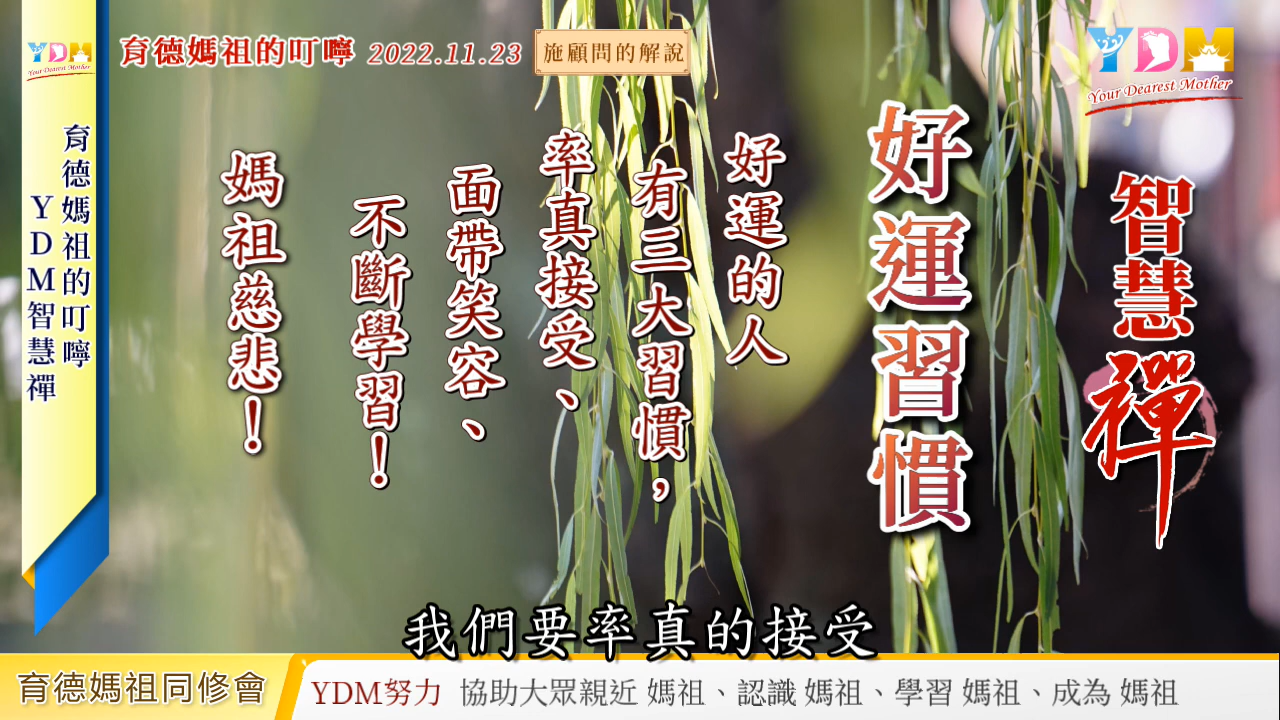 育德媽祖的叮嚀 2022.11.23 施顧問的解說
YDM
Your Dearest Mother
YDM
Your Dearest Mother
育德媽祖的叮嚀
YDM智慧禪
智慧禪
好運習慣
好運的人
有三大習慣，
率真接受、
面帶笑容、
不斷學習！
媽祖慈悲！
我們要率真的接受
育德媽祖同修會
YDM努力 協助大眾親近 媽祖、認識 媽祖、學習 媽祖、成為 媽祖